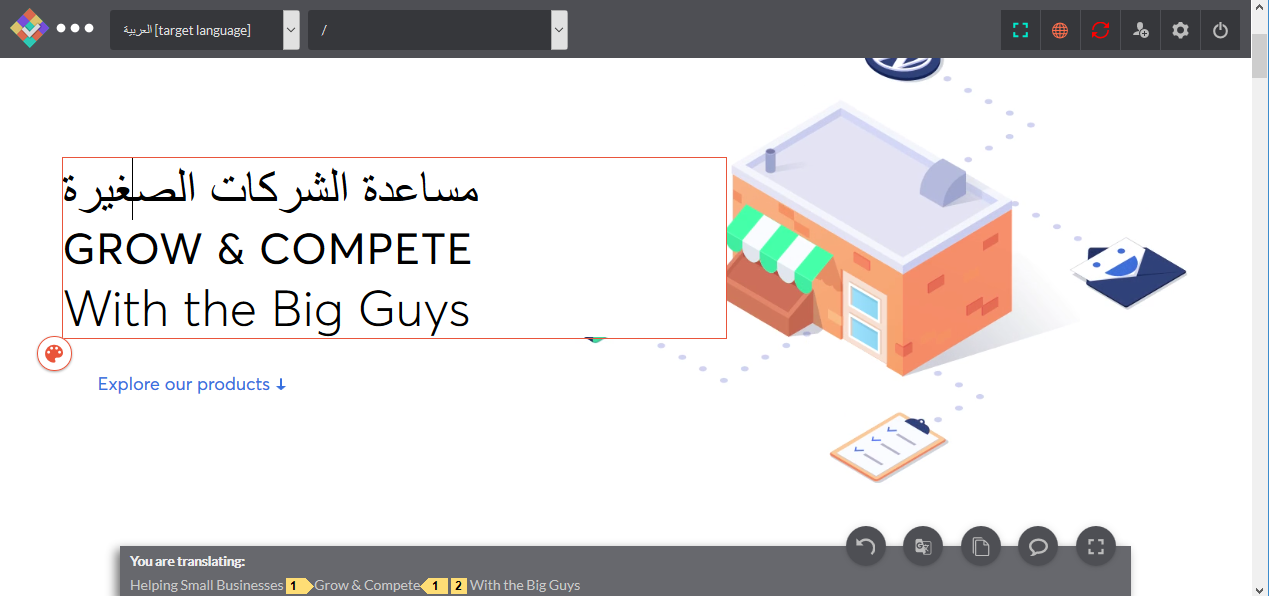 العربية [target language]
/
مساعدة الشركات الصغيرة
GROW & COMPETE
With the Big Guys
Explore our products ↓
You are translating:
Helping Small Businesses 1 Grow & Compete 1 2 With the Big Guys